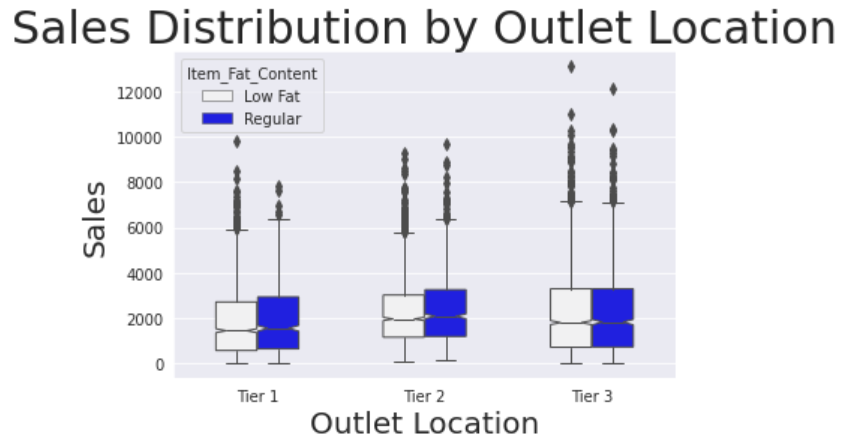 Sales Distribution by Outlet Location
Item_Fat_Content
Low Fat
Regular
12000
10000
8000
6000
4000
2000
0
Sales
Tier 1
Tier 2
Tier 3
Outlet Location